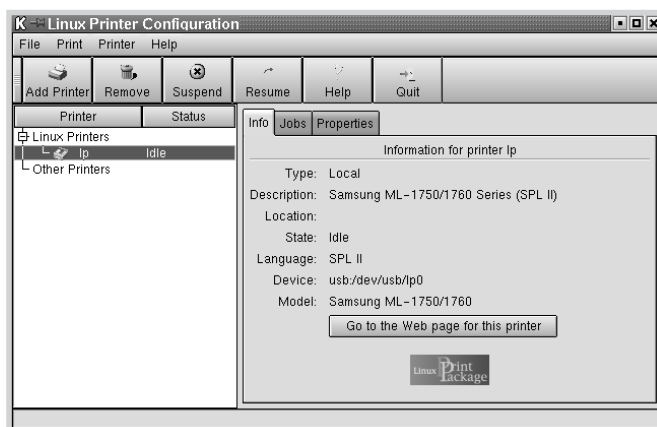 Linux Printer Configuration
File Print Printer Help
Add Printer Remove Suspend Resume Help Quit
Printer Status
Linux Printers
lp Idle
Other Printers
Info Jobs Properties
Information for printer lp
Type: Local
Description: Samsung ML-1750/1760 Series (SPL II)
Location:
State: Idle
Language: SPL II
Device: usb:/dev/usb/lp0
Model: Samsung ML-1750/1760
Go to the Web page for this printer
Linux Print Package